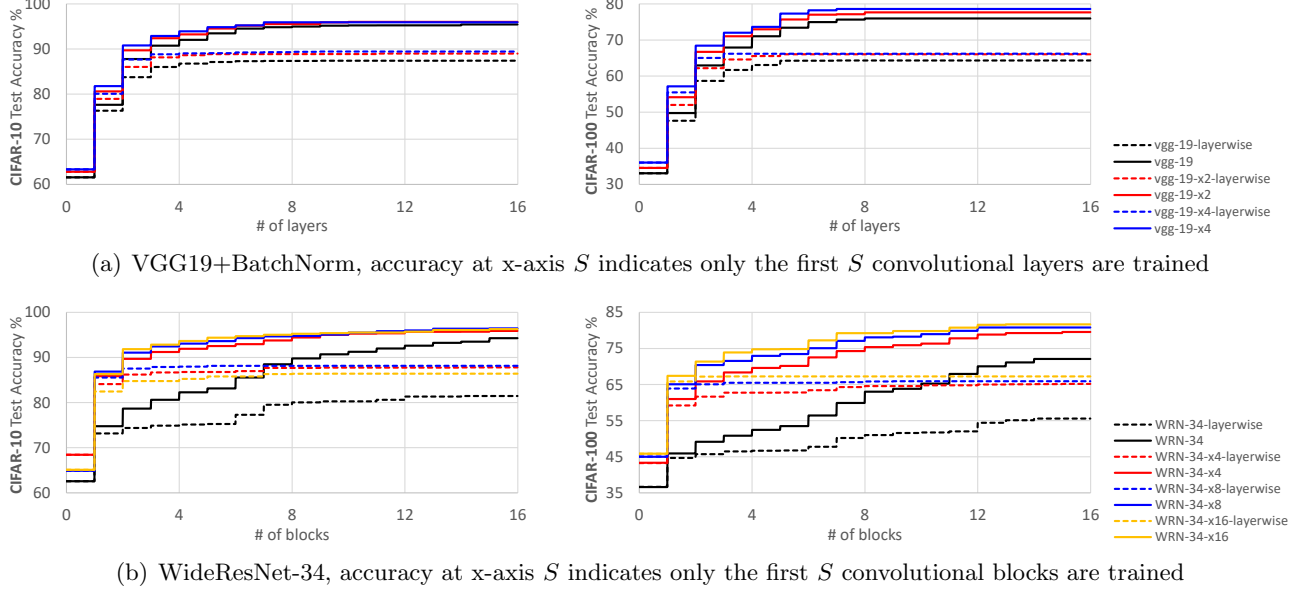 CIFAR-10 Test Accuracy %
100
90
80
70
60
0
4
8
12
16
# of layers
CIFAR-100 Test Accuracy %
80
70
60
50
40
30
0
4
8
12
16
# of layers
vgg-19-layerwise
vgg-19
vgg-19-x2-layerwise
vgg-19-x2
vgg-19-x4-layerwise
vgg-19-x4
(a) VGG19+BatchNorm, accuracy at x-axis S indicates only the first S convolutional layers are trained
CIFAR-10 Test Accuracy %
100
90
80
70
60
0
4
8
12
16
# of blocks
CIFAR-100 Test Accuracy %
85
75
65
55
45
35
0
4
8
12
16
# of blocks
WRN-34-layerwise
WRN-34
WRN-34-x4-layerwise
WRN-34-x4
WRN-34-x8-layerwise
WRN-34-x8
WRN-34-x16-layerwise
WRN-34-x16
(b) WideResNet-34, accuracy at x-axis S indicates only the first S convolutional blocks are trained